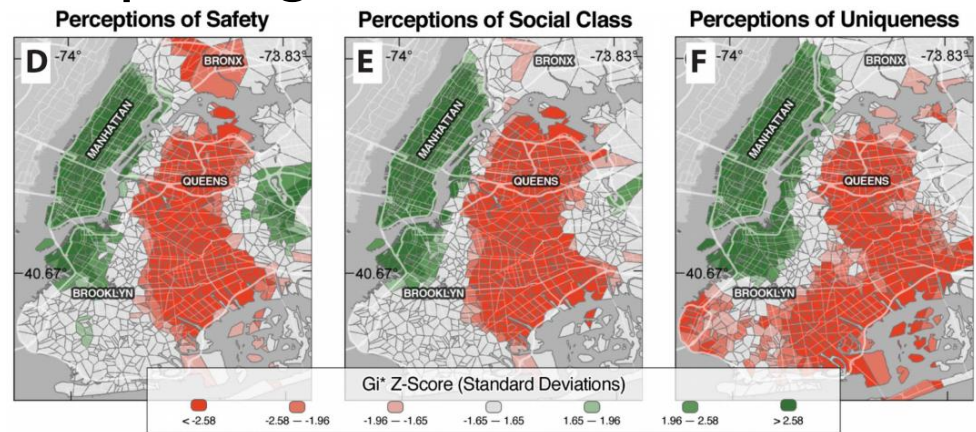 Perceptions of Safety
Perceptions of Social Class
Perceptions of Uniqueness
D
-74°
-73.83°
BRONX
MANHATTAN
QUEENS
40.67°
BROOKLYN
E
-74°
-73.83°
BRONX
MANHATTAN
QUEENS
40.67°
BROOKLYN
F
-74°
-73.83°
BRONX
MANHATTAN
QUEENS
40.67°
BROOKLYN
Gi* Z-Score (Standard Deviations)
< -2.58
-2.58 — -1.96
-1.96 — -1.65
-1.65 — 1.65
1.65 — 1.96
1.96 — 2.58
> 2.58